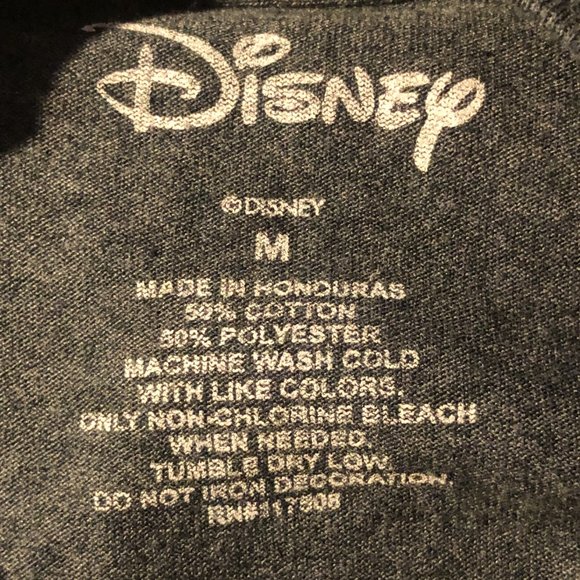 Disney
©DISNEY
M
MADE IN HONDURAS
50% COTTON
50% POLYESTER
MACHINE WASH COLD
WITH LIKE COLORS.
ONLY NON-CHLORINE BLEACH
WHEN NEEDED.
TUMBLE DRY LOW.
DO NOT IRON DECORATION.